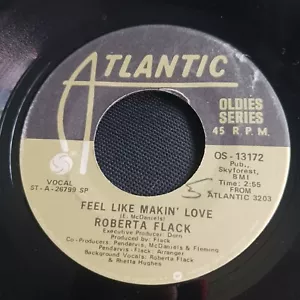 ATLANTIC
OLDIES
SERIES
45 R.P.M.
OS-13172
Pub.,
Skyforest,
BMI
Time: 2:55
FROM
ATLANTIC 3203
VOCAL
ST-A-26799 SP
FEEL LIKE MAKIN' LOVE
(E. McDaniels)
ROBERTA FLACK
Executive Producer: Dorn
Produced by: Flack
Co-Producers: Pendarvis, McDaniels & Fleming
Pendarvis-Flack: Arranger
Background Vocals: Roberta Flack
& Rhetta Hughes